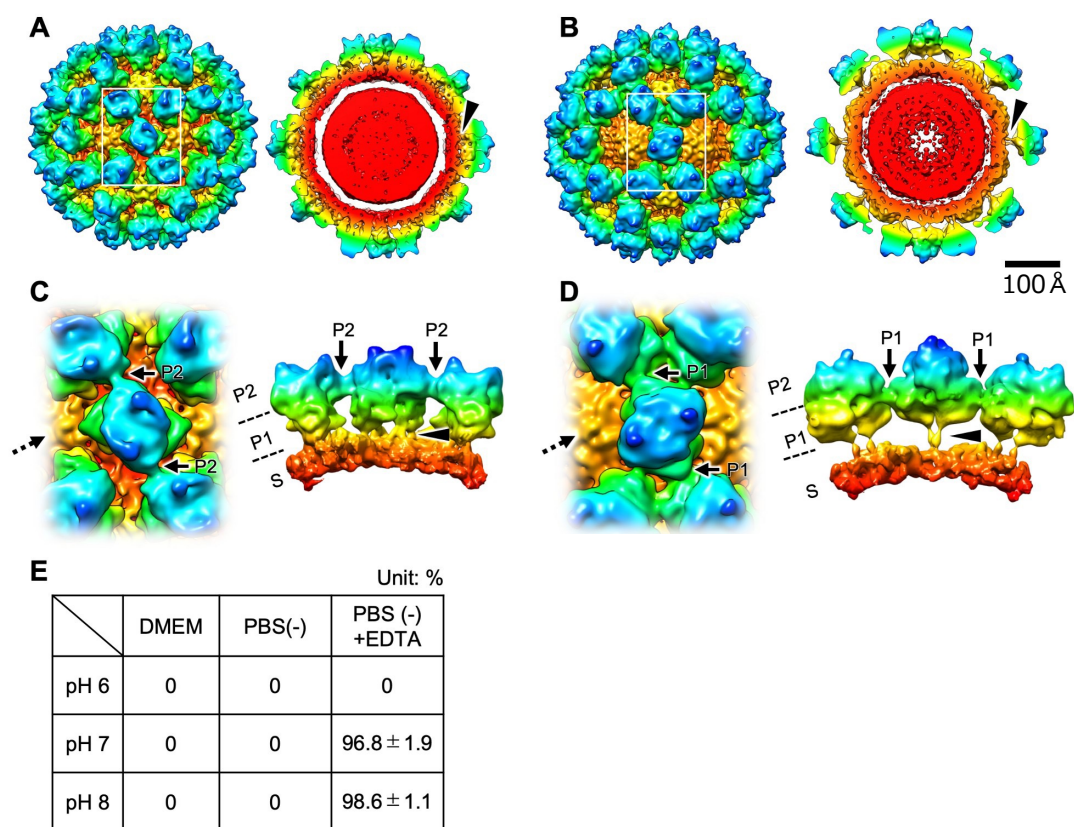 A
B
100 Å
C
P2
P2
P2
P2
P2
P1
S
D
P1
P1
P1
P1
P2
P1
S
E
Unit: %
DMEM PBS(-) PBS (-)
+EDTA
pH 6 0 0 0
pH 7 0 0 96.8 ± 1.9
pH 8 0 0 98.6 ± 1.1